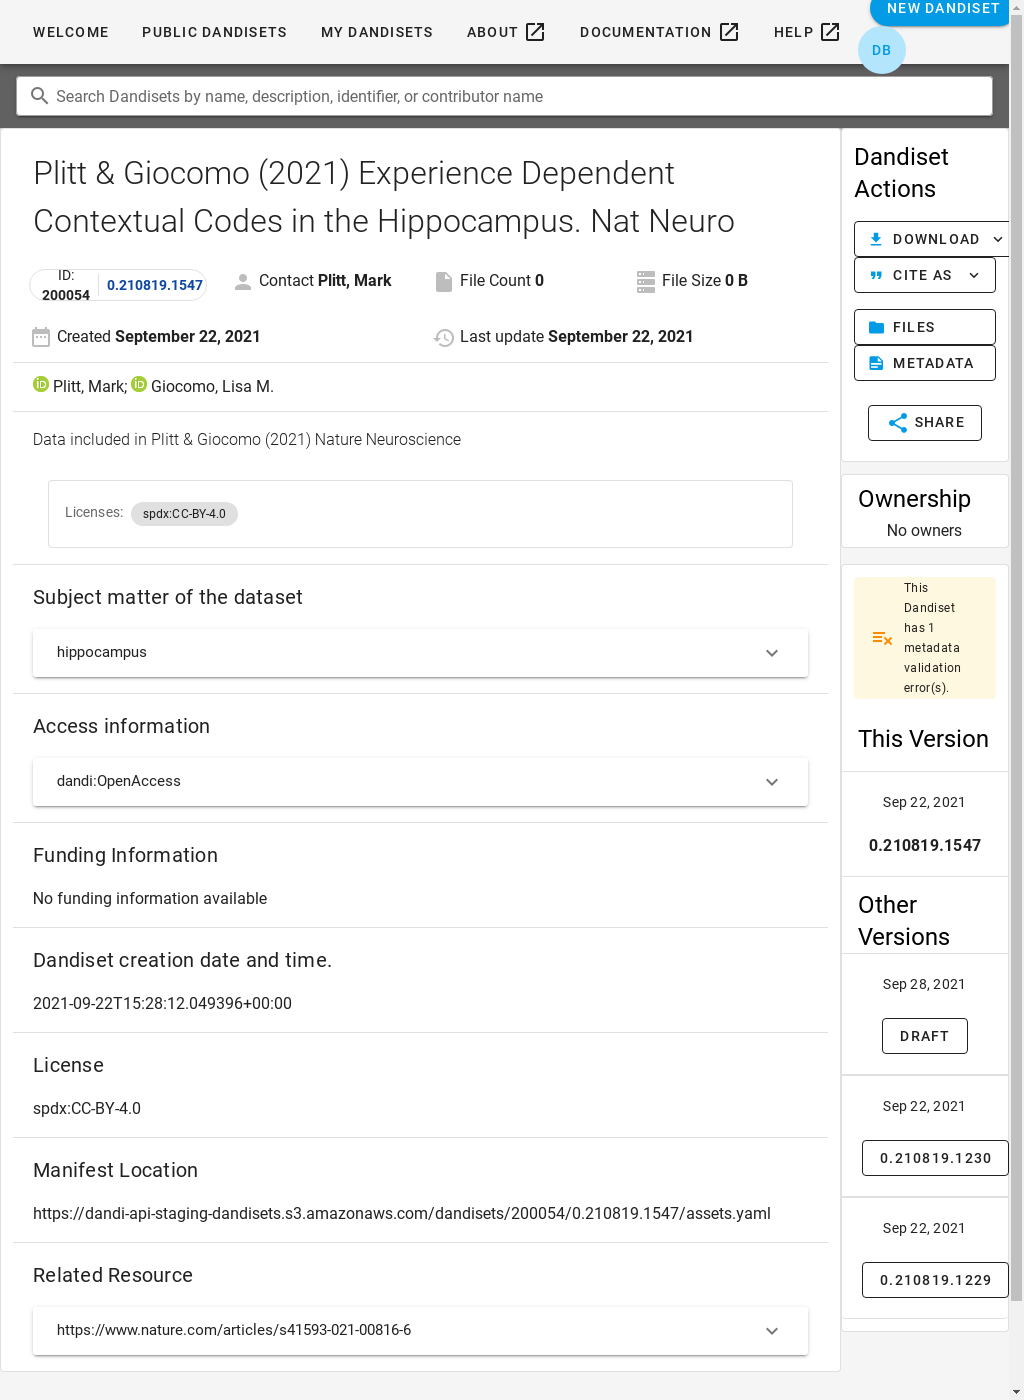 WELCOME
PUBLIC DANDISETS
MY DANDISETS
ABOUT
DOCUMENTATION
HELP
NEW DANDISET
DB
Search Dandisets by name, description, identifier, or contributor name
Plitt & Giocomo (2021) Experience Dependent
Contextual Codes in the Hippocampus. Nat Neuro
ID:
200054
0.210819.1547
Contact Plitt, Mark
File Count 0
File Size 0 B
Created September 22, 2021
Last update September 22, 2021
iD Plitt, Mark; iD Giocomo, Lisa M.
Data included in Plitt & Giocomo (2021) Nature Neuroscience
Licenses: spdx:CC-BY-4.0
Subject matter of the dataset
hippocampus
Access information
dandi:OpenAccess
Funding Information
No funding information available
Dandiset creation date and time.
2021-09-22T15:28:12.049396+00:00
License
spdx:CC-BY-4.0
Manifest Location
https://dandi-api-staging-dandisets.s3.amazonaws.com/dandisets/200054/0.210819.1547/assets.yaml
Related Resource
https://www.nature.com/articles/s41593-021-00816-6
Dandiset
Actions
DOWNLOAD
CITE AS
FILES
METADATA
SHARE
Ownership
No owners
This
Dandiset
has 1
metadata
validation
error(s).
This Version
Sep 22, 2021
0.210819.1547
Other
Versions
Sep 28, 2021
DRAFT
Sep 22, 2021
0.210819.1230
Sep 22, 2021
0.210819.1229